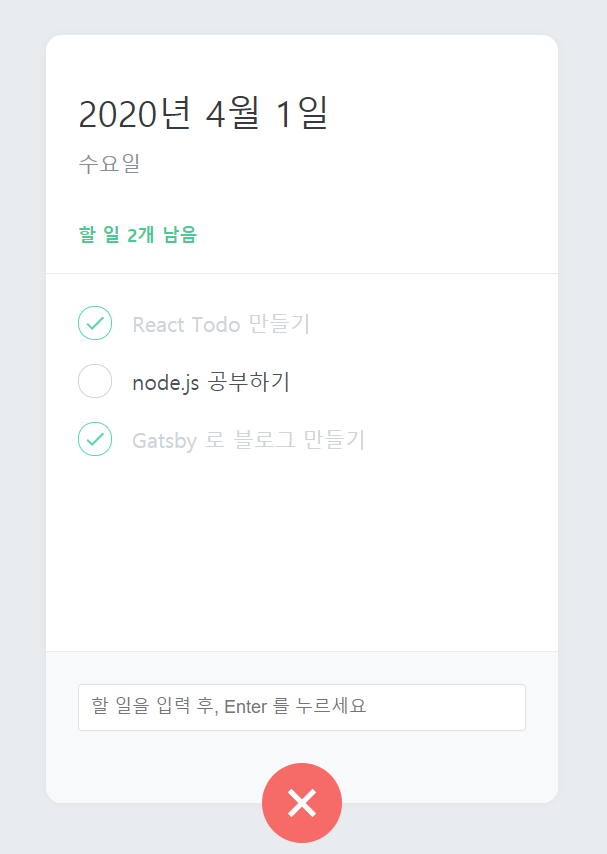 2020년 4월 1일
수요일
할 일 2개 남음
React Todo 만들기
node.js 공부하기
Gatsby 로 블로그 만들기
할 일을 입력 후, Enter 를 누르세요